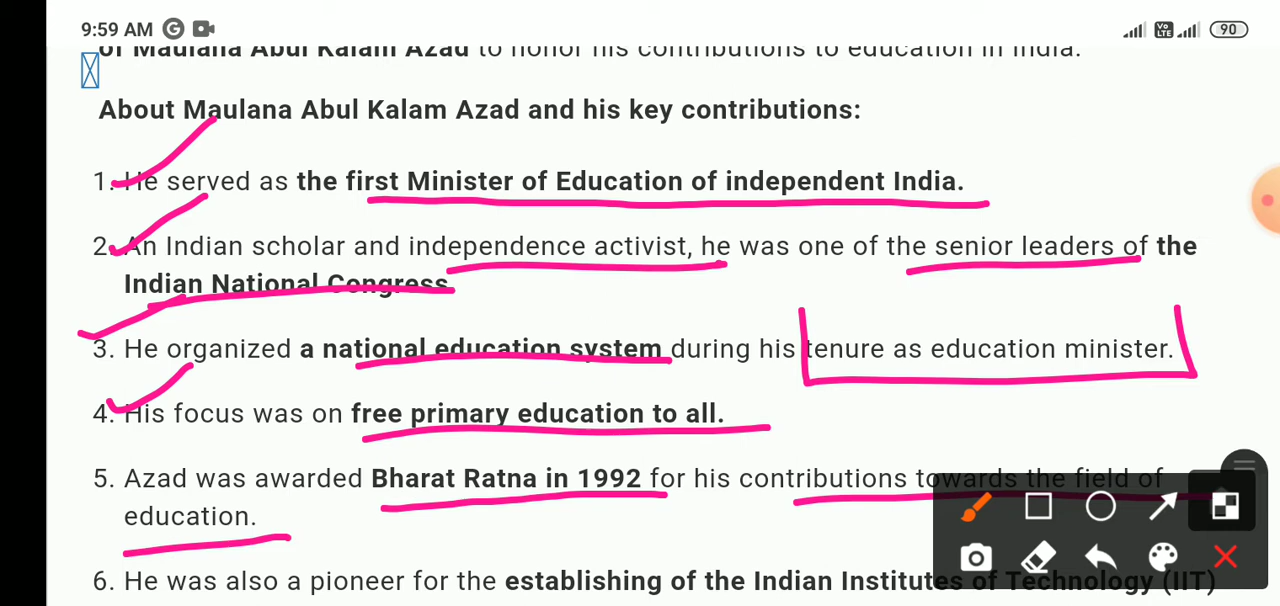 9:59 AM G Vo LTE 90
of Maulana Abul Kalam Azad to honor his contributions to education in India.
About Maulana Abul Kalam Azad and his key contributions:
1. He served as the first Minister of Education of independent India.
2. An Indian scholar and independence activist, he was one of the senior leaders of the
Indian National Congress.
3. He organized a national education system during his tenure as education minister.
4. His focus was on free primary education to all.
5. Azad was awarded Bharat Ratna in 1992 for his contributions towards the field of
education.
6. He was also a pioneer for the establishing of the Indian Institutes of Technology (IIT)